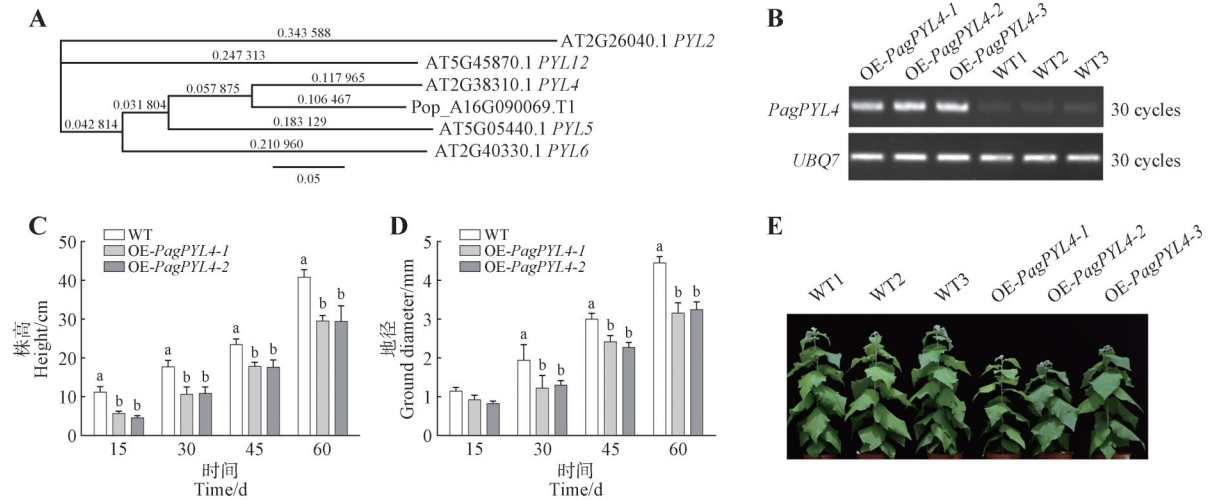 A
0.343 588
AT2G26040.1 PYL2
0.247 313
AT5G45870.1 PYL12
0.117 965
AT2G38310.1 PYL4
0.057 875
0.106 467
Pop_A16G090069.T1
0.031 804
0.183 129
AT5G05440.1 PYL5
0.042 814
0.210 960
AT2G40330.1 PYL6
0.05
B
OE-PagPYL4-1
OE-PagPYL4-2
OE-PagPYL4-3
WT1
WT2
WT3
PagPYL4
30 cycles
UBQ7
30 cycles
C
WT
OE-PagPYL4-1
OE-PagPYL4-2
株高
Height/cm
50
40
30
20
10
0
a
b
b
a
b
b
a
b
b
a
b
b
15
30
45
60
时间
Time/d
D
WT
OE-PagPYL4-1
OE-PagPYL4-2
地径
Ground diameter/mm
5
4
3
2
1
0
a
b
b
a
b
b
a
b
b
15
30
45
60
时间
Time/d
E
WT1
WT2
WT3
OE-PagPYL4-1
OE-PagPYL4-2
OE-PagPYL4-3